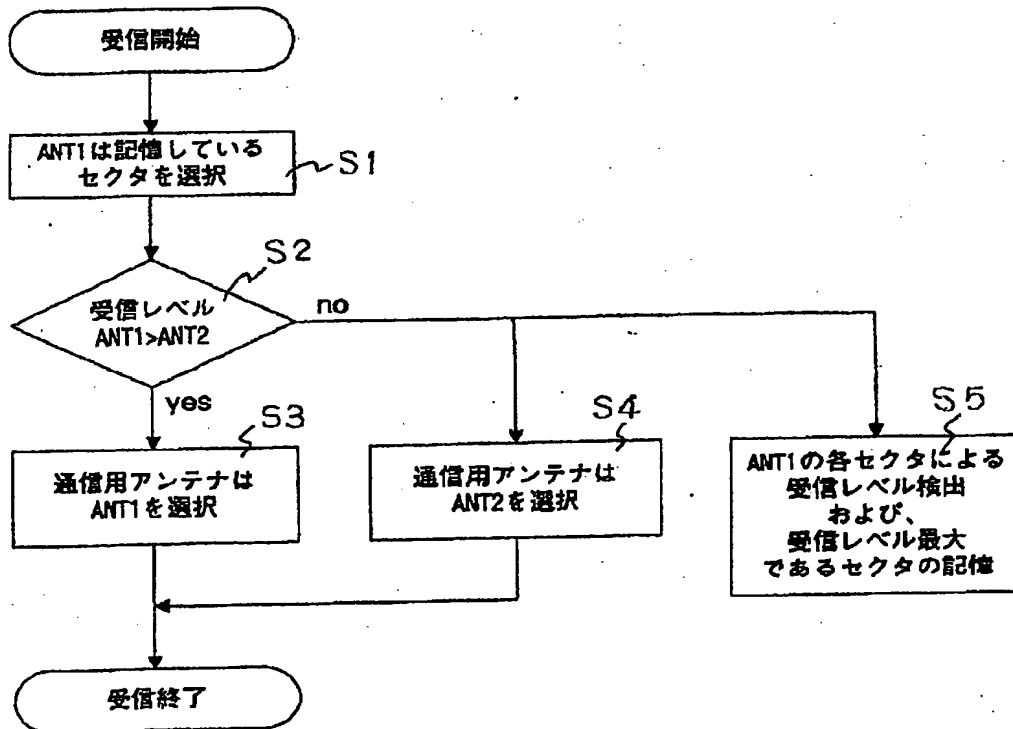 受信開始
ANT1は記憶している
セクタを選択
S1
S2
受信レベル
ANT1>ANT2
no
yes
S3
通信用アンテナは
ANT1を選択
S4
通信用アンテナは
ANT2を選択
S5
ANT1の各セクタによる
受信レベル検出
および、
受信レベル最大
であるセクタの記憶
受信終了